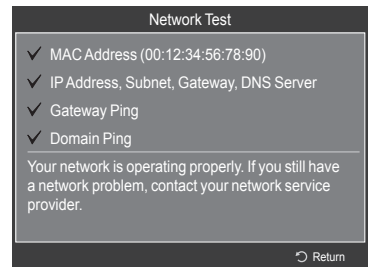 Network Test
MAC Address (00:12:34:56:78:90)
IP Address, Subnet, Gateway, DNS Server
Gateway Ping
Domain Ping
Your network is operating properly. If you still have
a network problem, contact your network service
provider.
Return